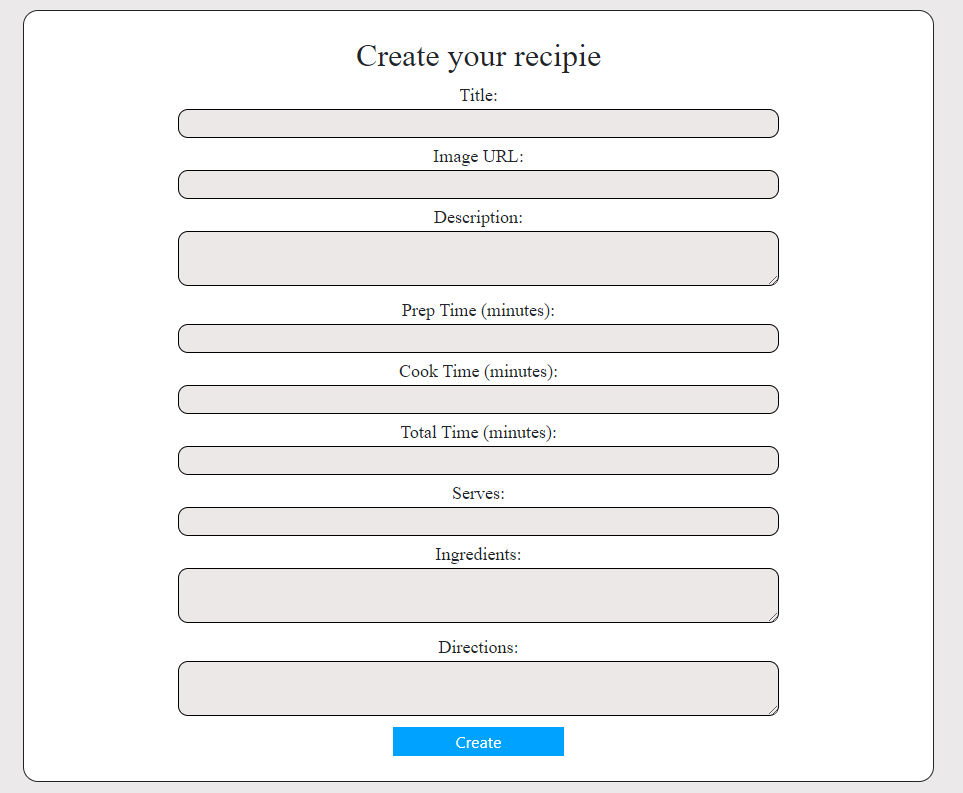 Create your recipie
Title:
Image URL:
Description:
Prep Time (minutes):
Cook Time (minutes):
Total Time (minutes):
Serves:
Ingredients:
Directions:
Create